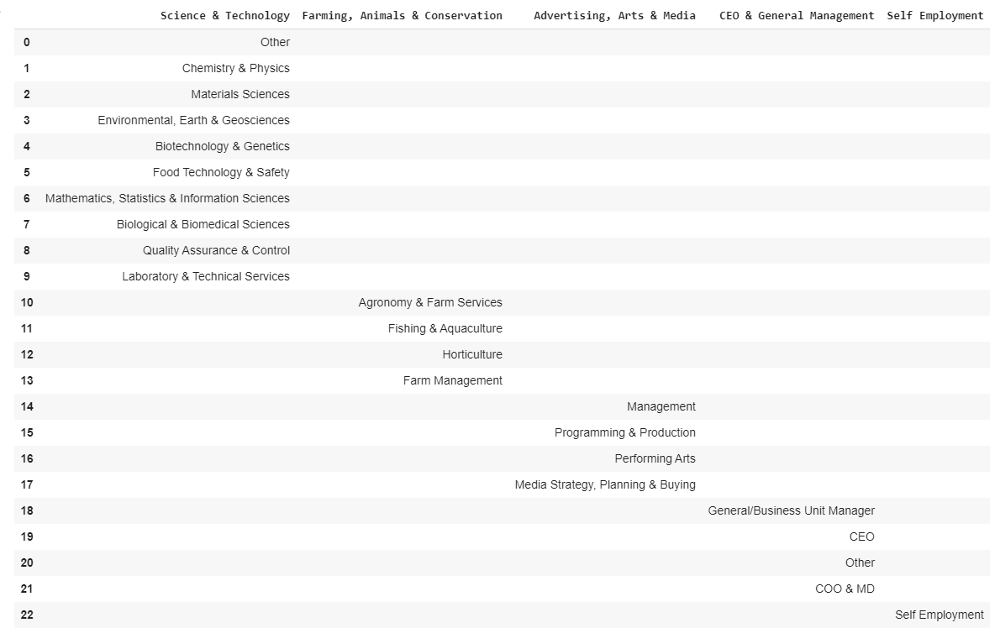 Science & Technology Farming, Animals & Conservation Advertising, Arts & Media CEO & General Management Self Employment
0 Other
1 Chemistry & Physics
2 Materials Sciences
3 Environmental, Earth & Geosciences
4 Biotechnology & Genetics
5 Food Technology & Safety
6 Mathematics, Statistics & Information Sciences
7 Biological & Biomedical Sciences
8 Quality Assurance & Control
9 Laboratory & Technical Services
10 Agronomy & Farm Services
11 Fishing & Aquaculture
12 Horticulture
13 Farm Management
14 Management
15 Programming & Production
16 Performing Arts
17 Media Strategy, Planning & Buying
18 General/Business Unit Manager
19 CEO
20 Other
21 COO & MD
22 Self Employment